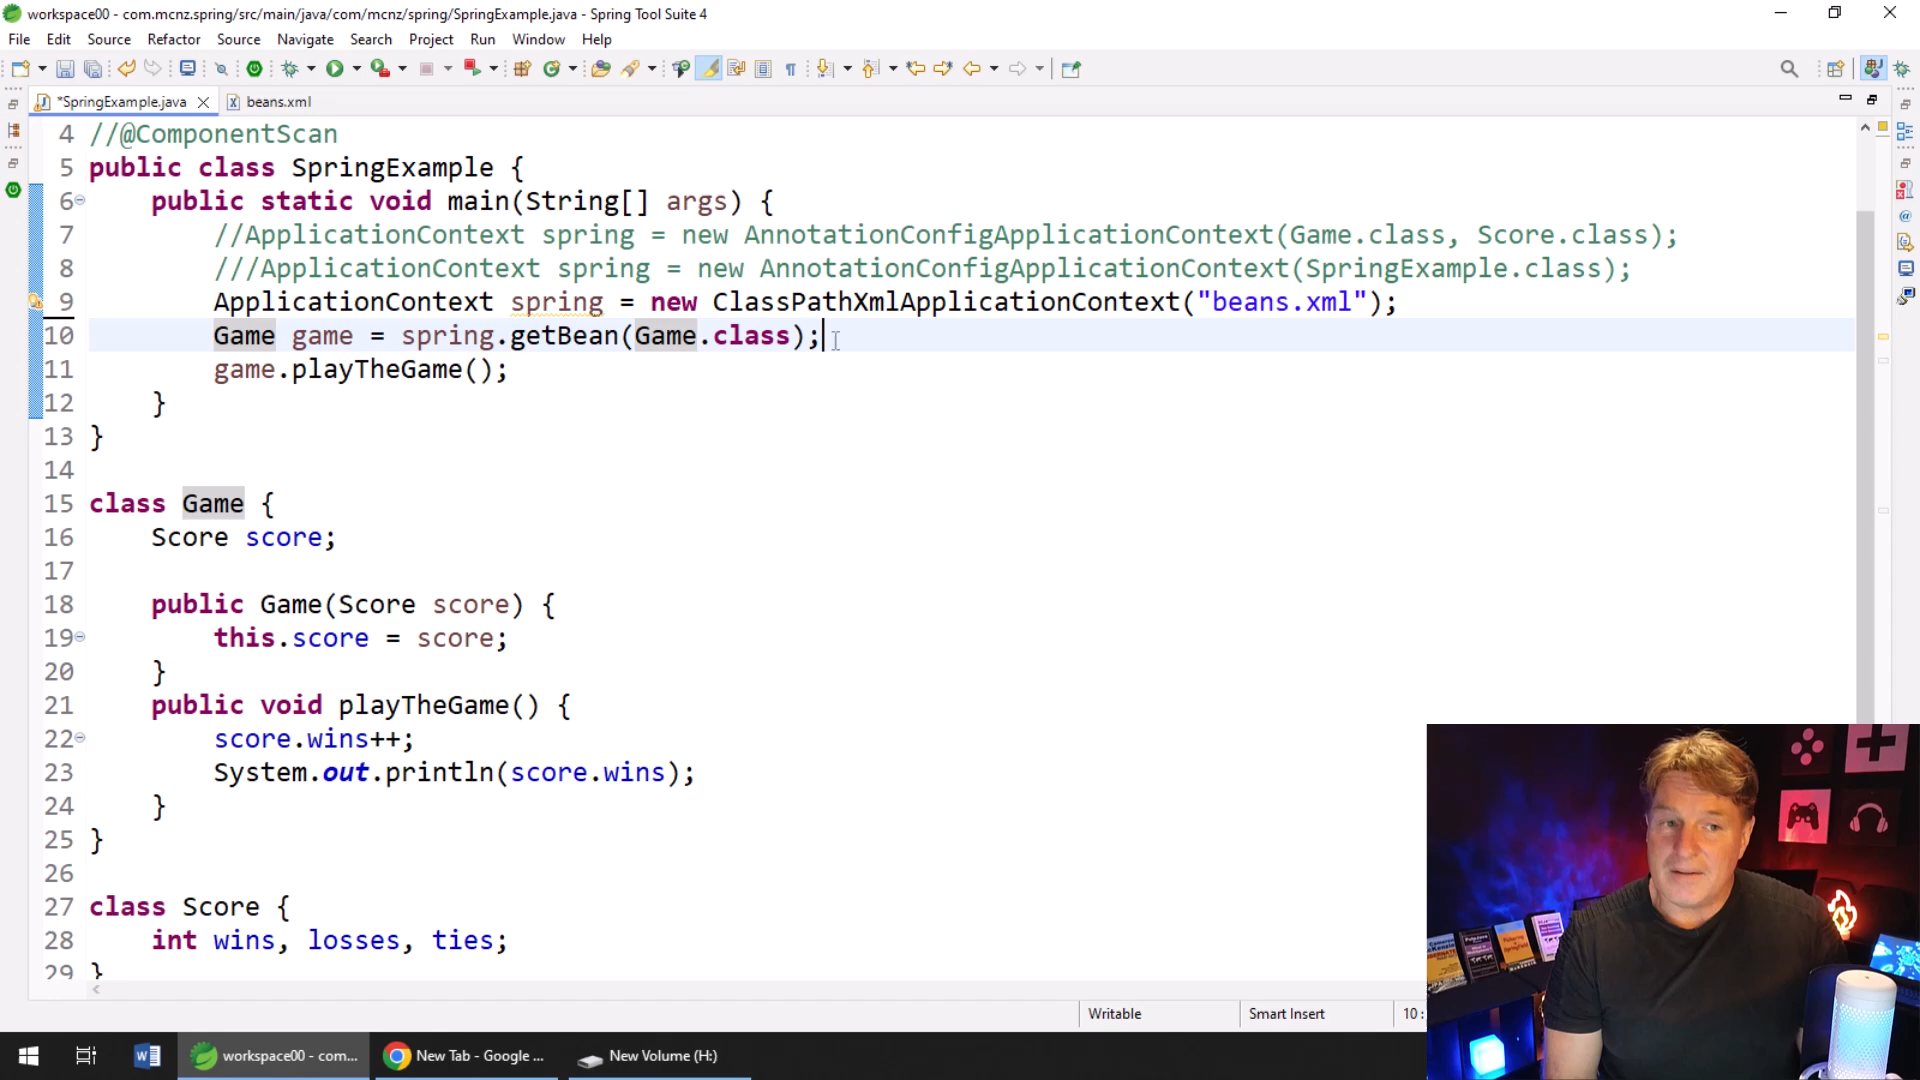 workspace00 - com.mcnz.spring/src/main/java/com/mcnz/spring/SpringExample.java - Spring Tool Suite 4
File Edit Source Refactor Source Navigate Search Project Run Window Help
*SpringExample.java beans.xml
4 //@ComponentScan
5 public class SpringExample {
6 public static void main(String[] args) {
7 //ApplicationContext spring = new AnnotationConfigApplicationContext(Game.class, Score.class);
8 ///ApplicationContext spring = new AnnotationConfigApplicationContext(SpringExample.class);
9 ApplicationContext spring = new ClassPathXmlApplicationContext("beans.xml");
10 Game game = spring.getBean(Game.class);
11 game.playTheGame();
12 }
13 }
14
15 class Game {
16 Score score;
17
18 public Game(Score score) {
19 this.score = score;
20 }
21 public void playTheGame() {
22 score.wins++;
23 System.out.println(score.wins);
24 }
25 }
26
27 class Score {
28 int wins, losses, ties;
29 }
Writable Smart Insert 10 :
workspace00 - com... New Tab - Google ... New Volume (H:)